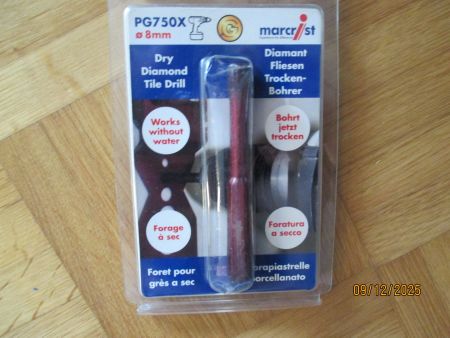 PG750X
ø 8mm
marcrist
Dry
Diamond
Tile Drill
Diamant
Fliesen
Trocken-
Bohrer
Works
without
water
Bohrt
jetzt
trocken
Forage
à sec
Foratura
a secco
Foret pour
grès a sec
arapiastrelle
orcellanato
09/12/2025